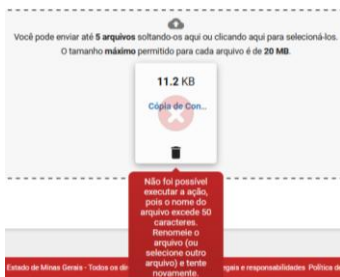 Você pode enviar até 5 arquivos soltando-os aqui ou clicando aqui para selecioná-los.
O tamanho máximo permitido para cada arquivo é de 20 MB.
11.2 KB
Cópia de Con...
Não foi possível
executar a ação,
pois o nome do
arquivo excede 50
caracteres.
Renomeie o
arquivo (ou
selecione outro
arquivo) e tente
novamente.
Estado de Minas Gerais - Todos os dir
egais e responsabilidades Política de